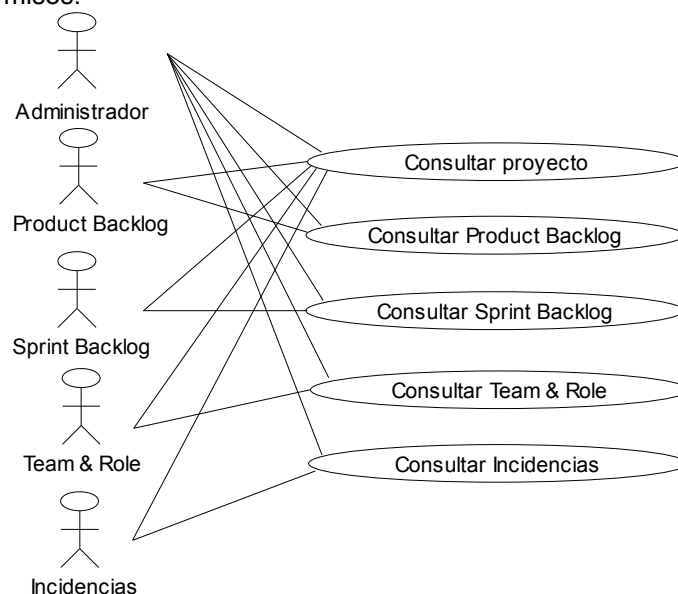 Administrador
Consultar proyecto
Product Backlog
Consultar Product Backlog
Consultar Sprint Backlog
Sprint Backlog
Consultar Team & Role
Team & Role
Consultar Incidencias
Incidencias